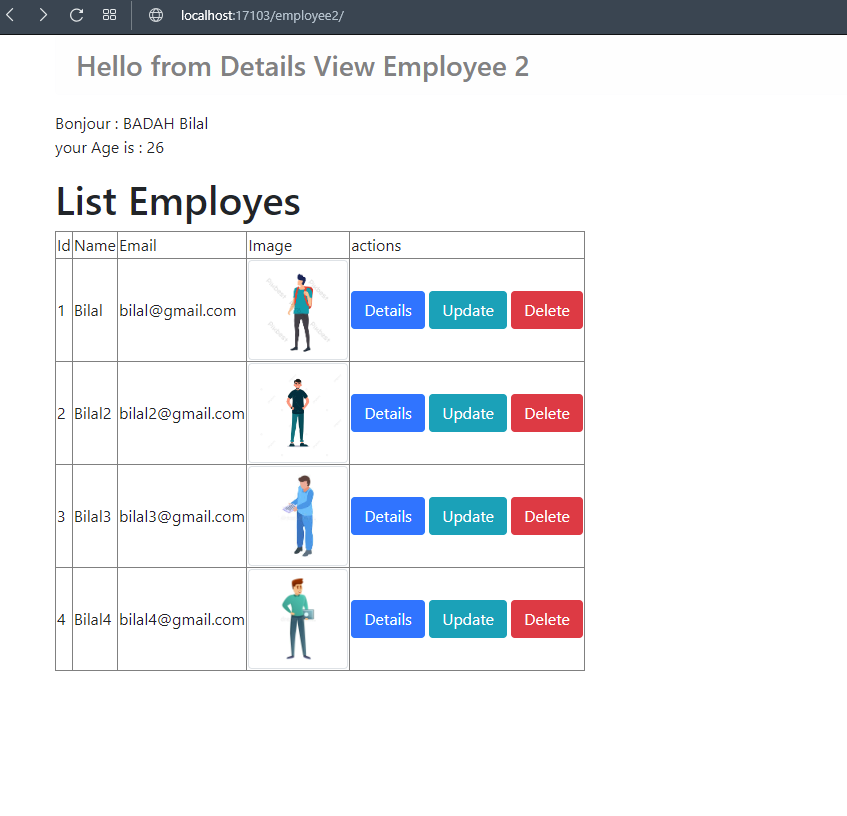 localhost:17103/employee2/
Hello from Details View Employee 2
Bonjour : BADAH Bilal
your Age is : 26
List Employes
Id Name Email Image actions
1 Bilal bilal@gmail.com Details Update Delete
2 Bilal2 bilal2@gmail.com Details Update Delete
3 Bilal3 bilal3@gmail.com Details Update Delete
4 Bilal4 bilal4@gmail.com Details Update Delete